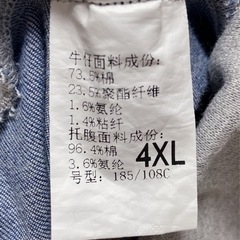 牛仔面料成份:
73.5%棉
23.5%聚酯纤维
1.6%氨纶
1.4%粘纤
托腹面料成份:
96.4%棉
3.6%氨纶
4XL
号型: 185/108C